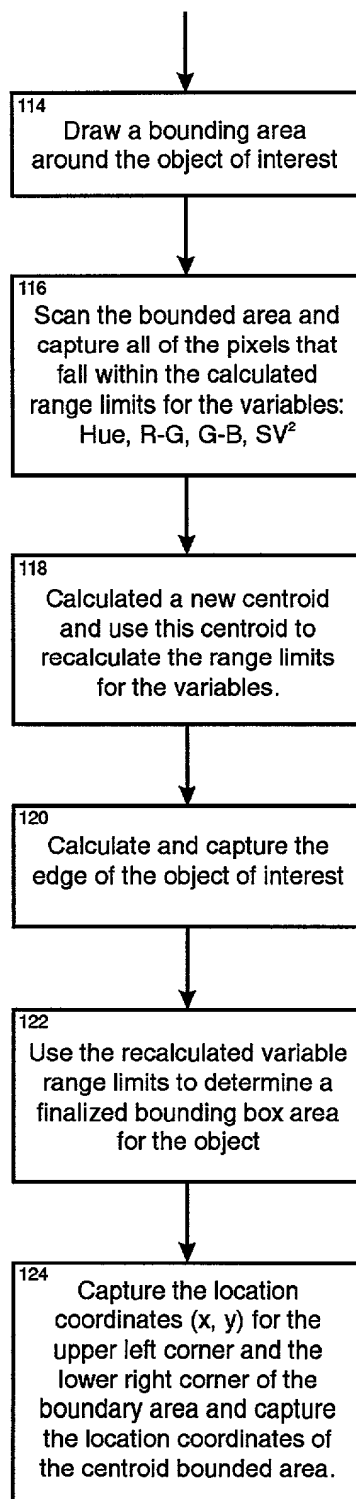 114
Draw a bounding area
around the object of interest
116
Scan the bounded area and
capture all of the pixels that
fall within the calculated
range limits for the variables:
Hue, R-G, G-B, SV²
118
Calculated a new centroid
and use this centroid to
recalculate the range limits
for the variables.
120
Calculate and capture the
edge of the object of interest
122
Use the recalculated variable
range limits to determine a
finalized bounding box area
for the object
124
Capture the location
coordinates (x, y) for the
upper left corner and the
lower right corner of the
boundary area and capture
the location coordinates of
the centroid bounded area.